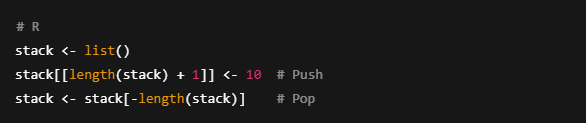 # R
stack <- list()
stack[[length(stack) + 1]] <- 10  # Push
stack <- stack[-length(stack)]    # Pop